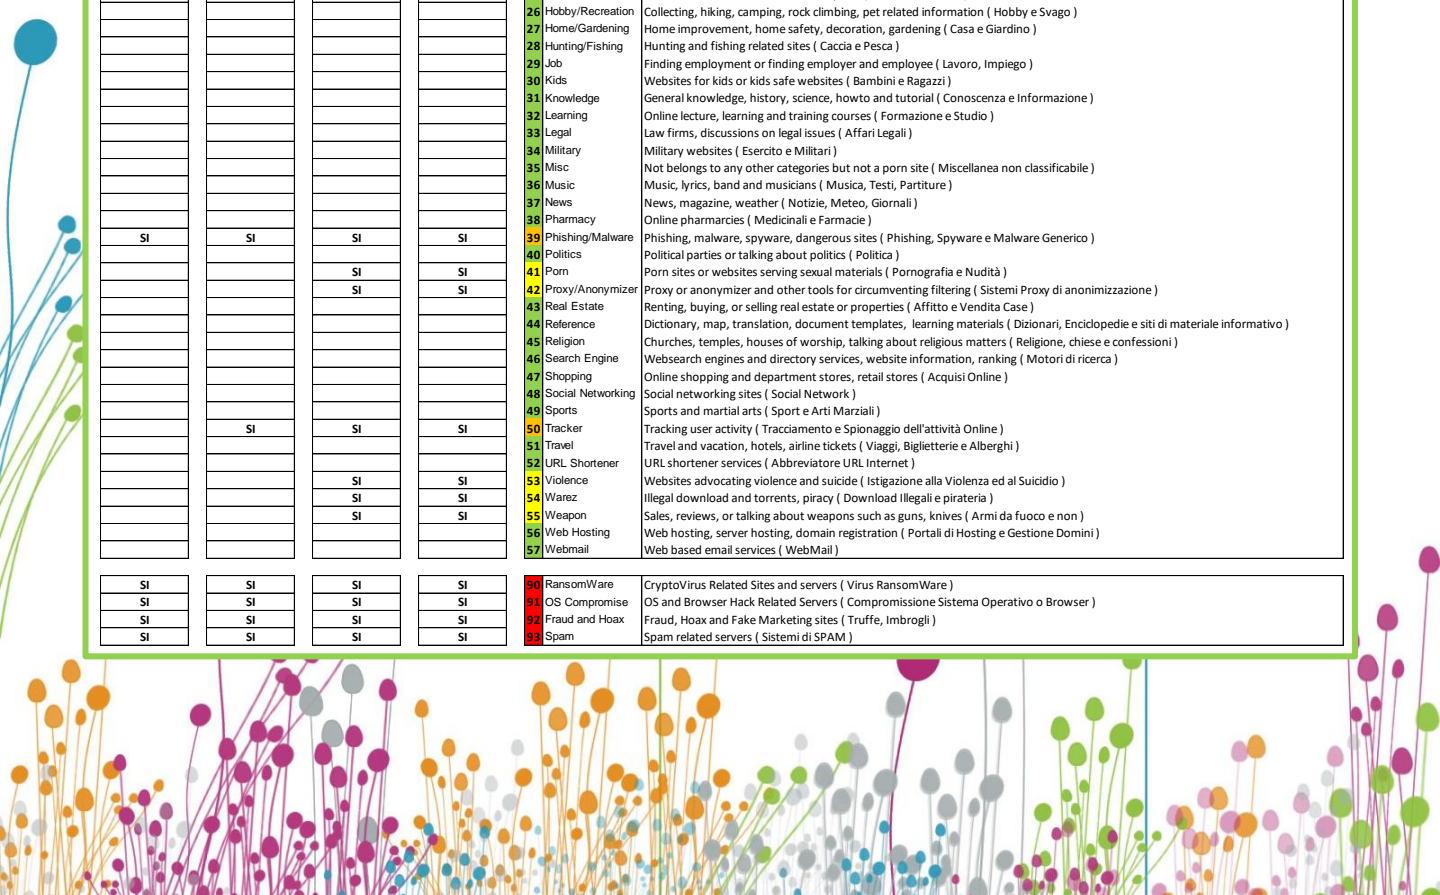 26 Hobby/Recreation Collecting, hiking, camping, rock climbing, pet related information ( Hobby e Svago )
27 Home/Gardening Home improvement, home safety, decoration, gardening ( Casa e Giardino )
28 Hunting/Fishing Hunting and fishing related sites ( Caccia e Pesca )
29 Job Finding employment or finding employer and employee ( Lavoro, Impiego )
30 Kids Websites for kids or kids safe websites ( Bambini e Ragazzi )
31 Knowledge General knowledge, history, science, howto and tutorial ( Conoscenza e Informazione )
32 Learning Online lecture, learning and training courses ( Formazione e Studio )
33 Legal Law firms, discussions on legal issues ( Affari Legali )
34 Military Military websites ( Esercito e Militari )
35 Misc Not belongs to any other categories but not a porn site ( Miscellanea non classificabile )
36 Music Music, lyrics, band and musicians ( Musica, Testi, Partiture )
37 News News, magazine, weather ( Notizie, Meteo, Giornali )
38 Pharmacy Online pharmarcies ( Medicinali e Farmacie )
SI SI SI SI 39 Phishing/Malware Phishing, malware, spyware, dangerous sites ( Phishing, Spyware e Malware Generico )
40 Politics Political parties or talking about politics ( Politica )
SI SI 41 Porn Porn sites or websites serving sexual materials ( Pornografia e Nudità )
SI SI 42 Proxy/Anonymizer Proxy or anonymizer and other tools for circumventing filtering ( Sistemi Proxy di anonimizzazione )
43 Real Estate Renting, buying, or selling real estate or properties ( Affitto e Vendita Case )
44 Reference Dictionary, map, translation, document templates, learning materials ( Dizionari, Enciclopedie e siti di materiale informativo )
45 Religion Churches, temples, houses of worship, talking about religious matters ( Religione, chiese e confessioni )
46 Search Engine Websearch engines and directory services, website information, ranking ( Motori di ricerca )
47 Shopping Online shopping and department stores, retail stores ( Acquisi Online )
48 Social Networking Social networking sites ( Social Network )
49 Sports Sports and martial arts ( Sport e Arti Marziali )
SI SI SI 50 Tracker Tracking user activity ( Tracciamento e Spionaggio dell'attività Online )
51 Travel Travel and vacation, hotels, airline tickets ( Viaggi, Biglietterie e Alberghi )
52 URL Shortener URL shortener services ( Abbreviatore URL Internet )
SI SI 53 Violence Websites advocating violence and suicide ( Istigazione alla Violenza ed al Suicidio )
SI SI 54 Warez Illegal download and torrents, piracy ( Download Illegali e pirateria )
SI SI 55 Weapon Sales, reviews, or talking about weapons such as guns, knives ( Armi da fuoco e non )
56 Web Hosting Web hosting, server hosting, domain registration ( Portali di Hosting e Gestione Domini )
57 Webmail Web based email services ( WebMail )
SI SI SI SI 90 RansomWare CryptoVirus Related Sites and servers ( Virus RansomWare )
SI SI SI SI 91 OS Compromise OS and Browser Hack Related Servers ( Compromissione Sistema Operativo o Browser )
SI SI SI SI 92 Fraud and Hoax Fraud, Hoax and Fake Marketing sites ( Truffe, Imbrogli )
SI SI SI SI 93 Spam Spam related servers ( Sistemi di SPAM )